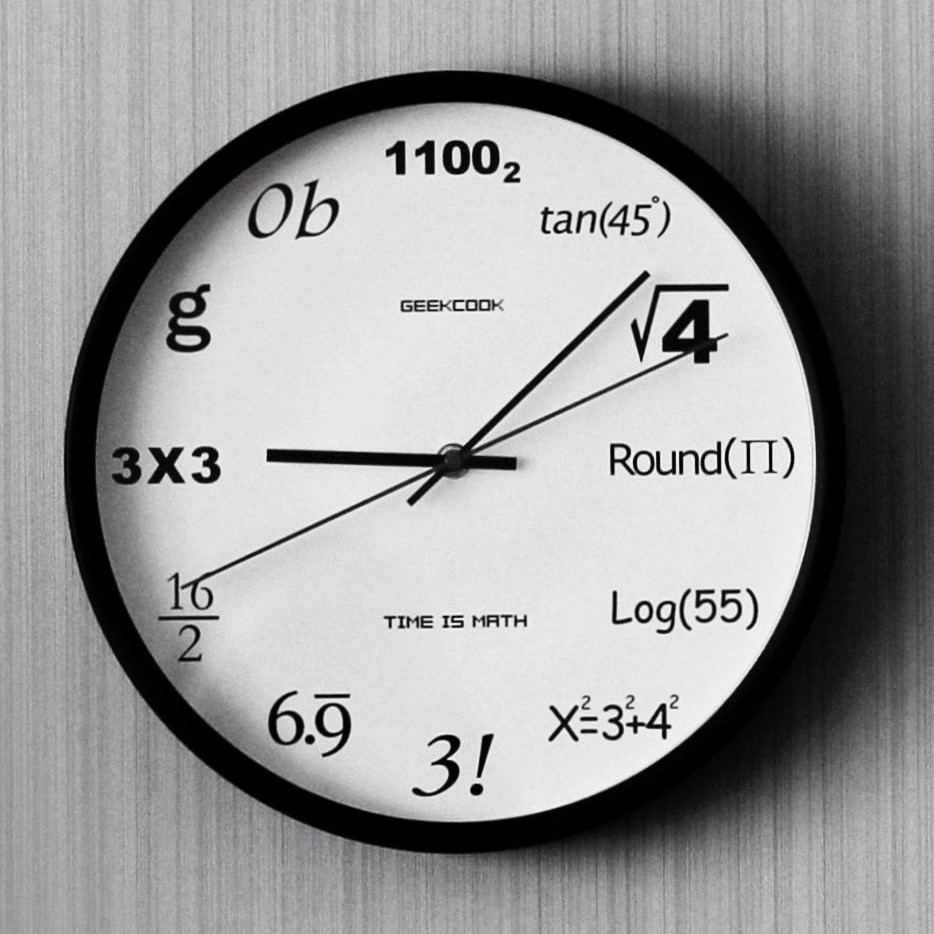 1100₂
0b
tan(45°)
g
√4
GEEKCOOK
3X3
Round(Π)
16/2
Log(55)
TIME IS MATH
6.9̅
X²=3²+4²
3!